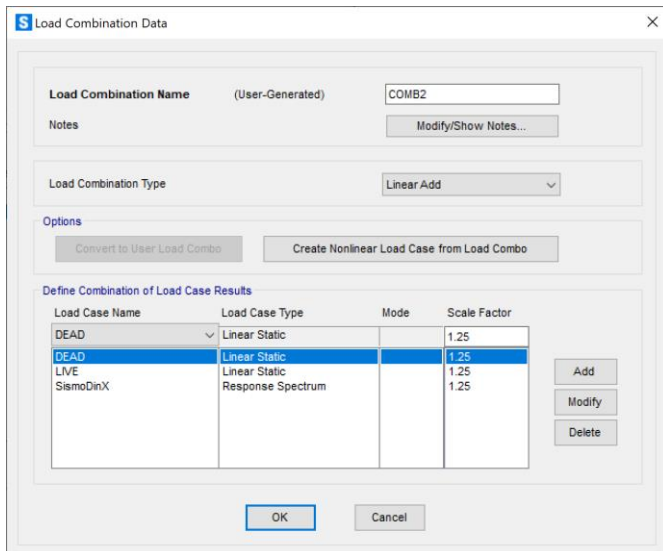 S Load Combination Data
Load Combination Name (User-Generated) COMB2
Notes Modify/Show Notes...
Load Combination Type Linear Add
Options
Convert to User Load Combo Create Nonlinear Load Case from Load Combo
Define Combination of Load Case Results
Load Case Name Load Case Type Mode Scale Factor
DEAD Linear Static 1.25
DEAD Linear Static 1.25
LIVE Linear Static 1.25
SismoDinX Response Spectrum 1.25
Add
Modify
Delete
OK Cancel